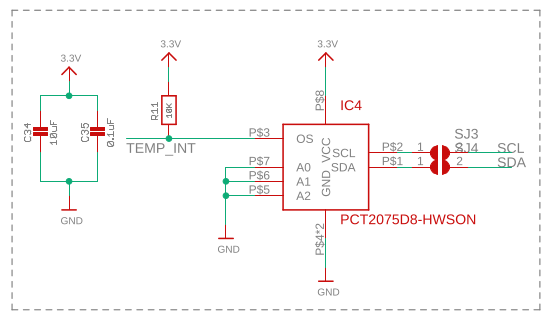 3.3V
3.3V
3.3V
C34
10uF
C35
0.1uF
R11
10K
P$8
IC4
TEMP_INT
P$3
OS
VCC
SCL
P$2
1
2
SJ3
SCL
P$7
A0
SDA
P$1
1
2
SJ4
SDA
P$6
A1
P$5
A2
GND
PCT2075D8-HWSON
P$4*2
GND
GND
GND